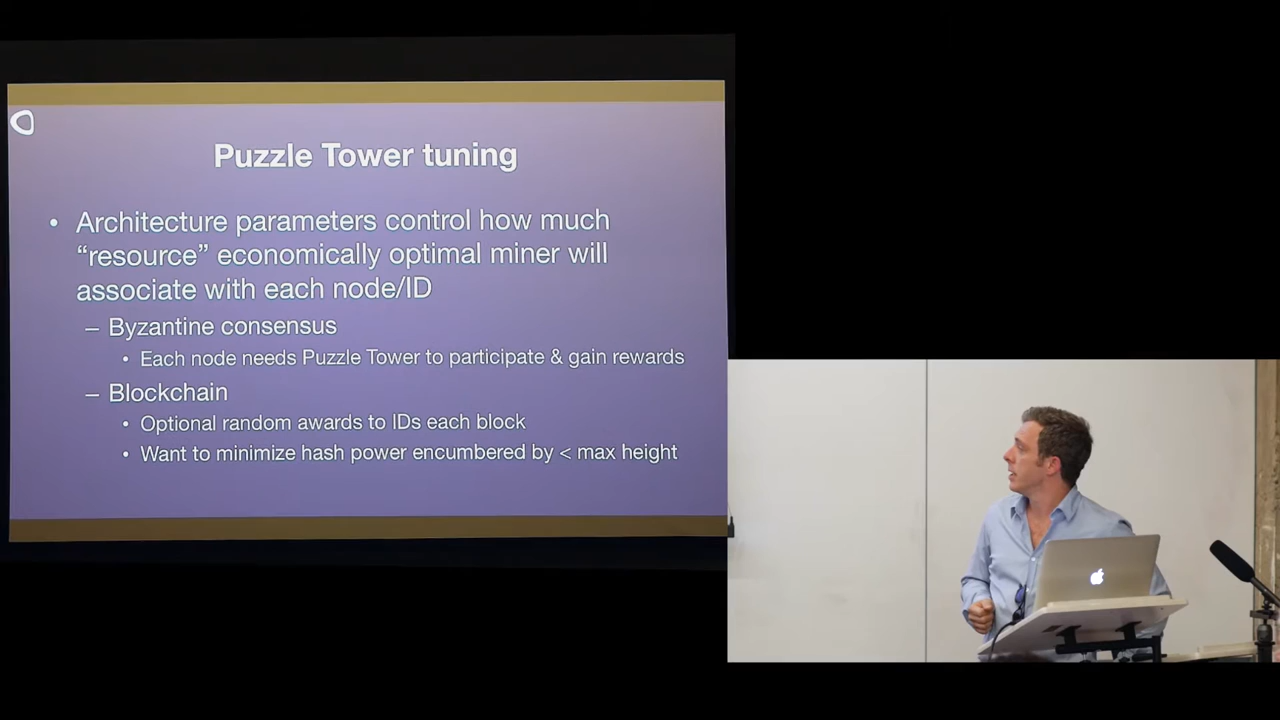 Puzzle Tower tuning
• Architecture parameters control how much
“resource” economically optimal miner will
associate with each node/ID
– Byzantine consensus
• Each node needs Puzzle Tower to participate & gain rewards
– Blockchain
• Optional random awards to IDs each block
• Want to minimize hash power encumbered by < max height